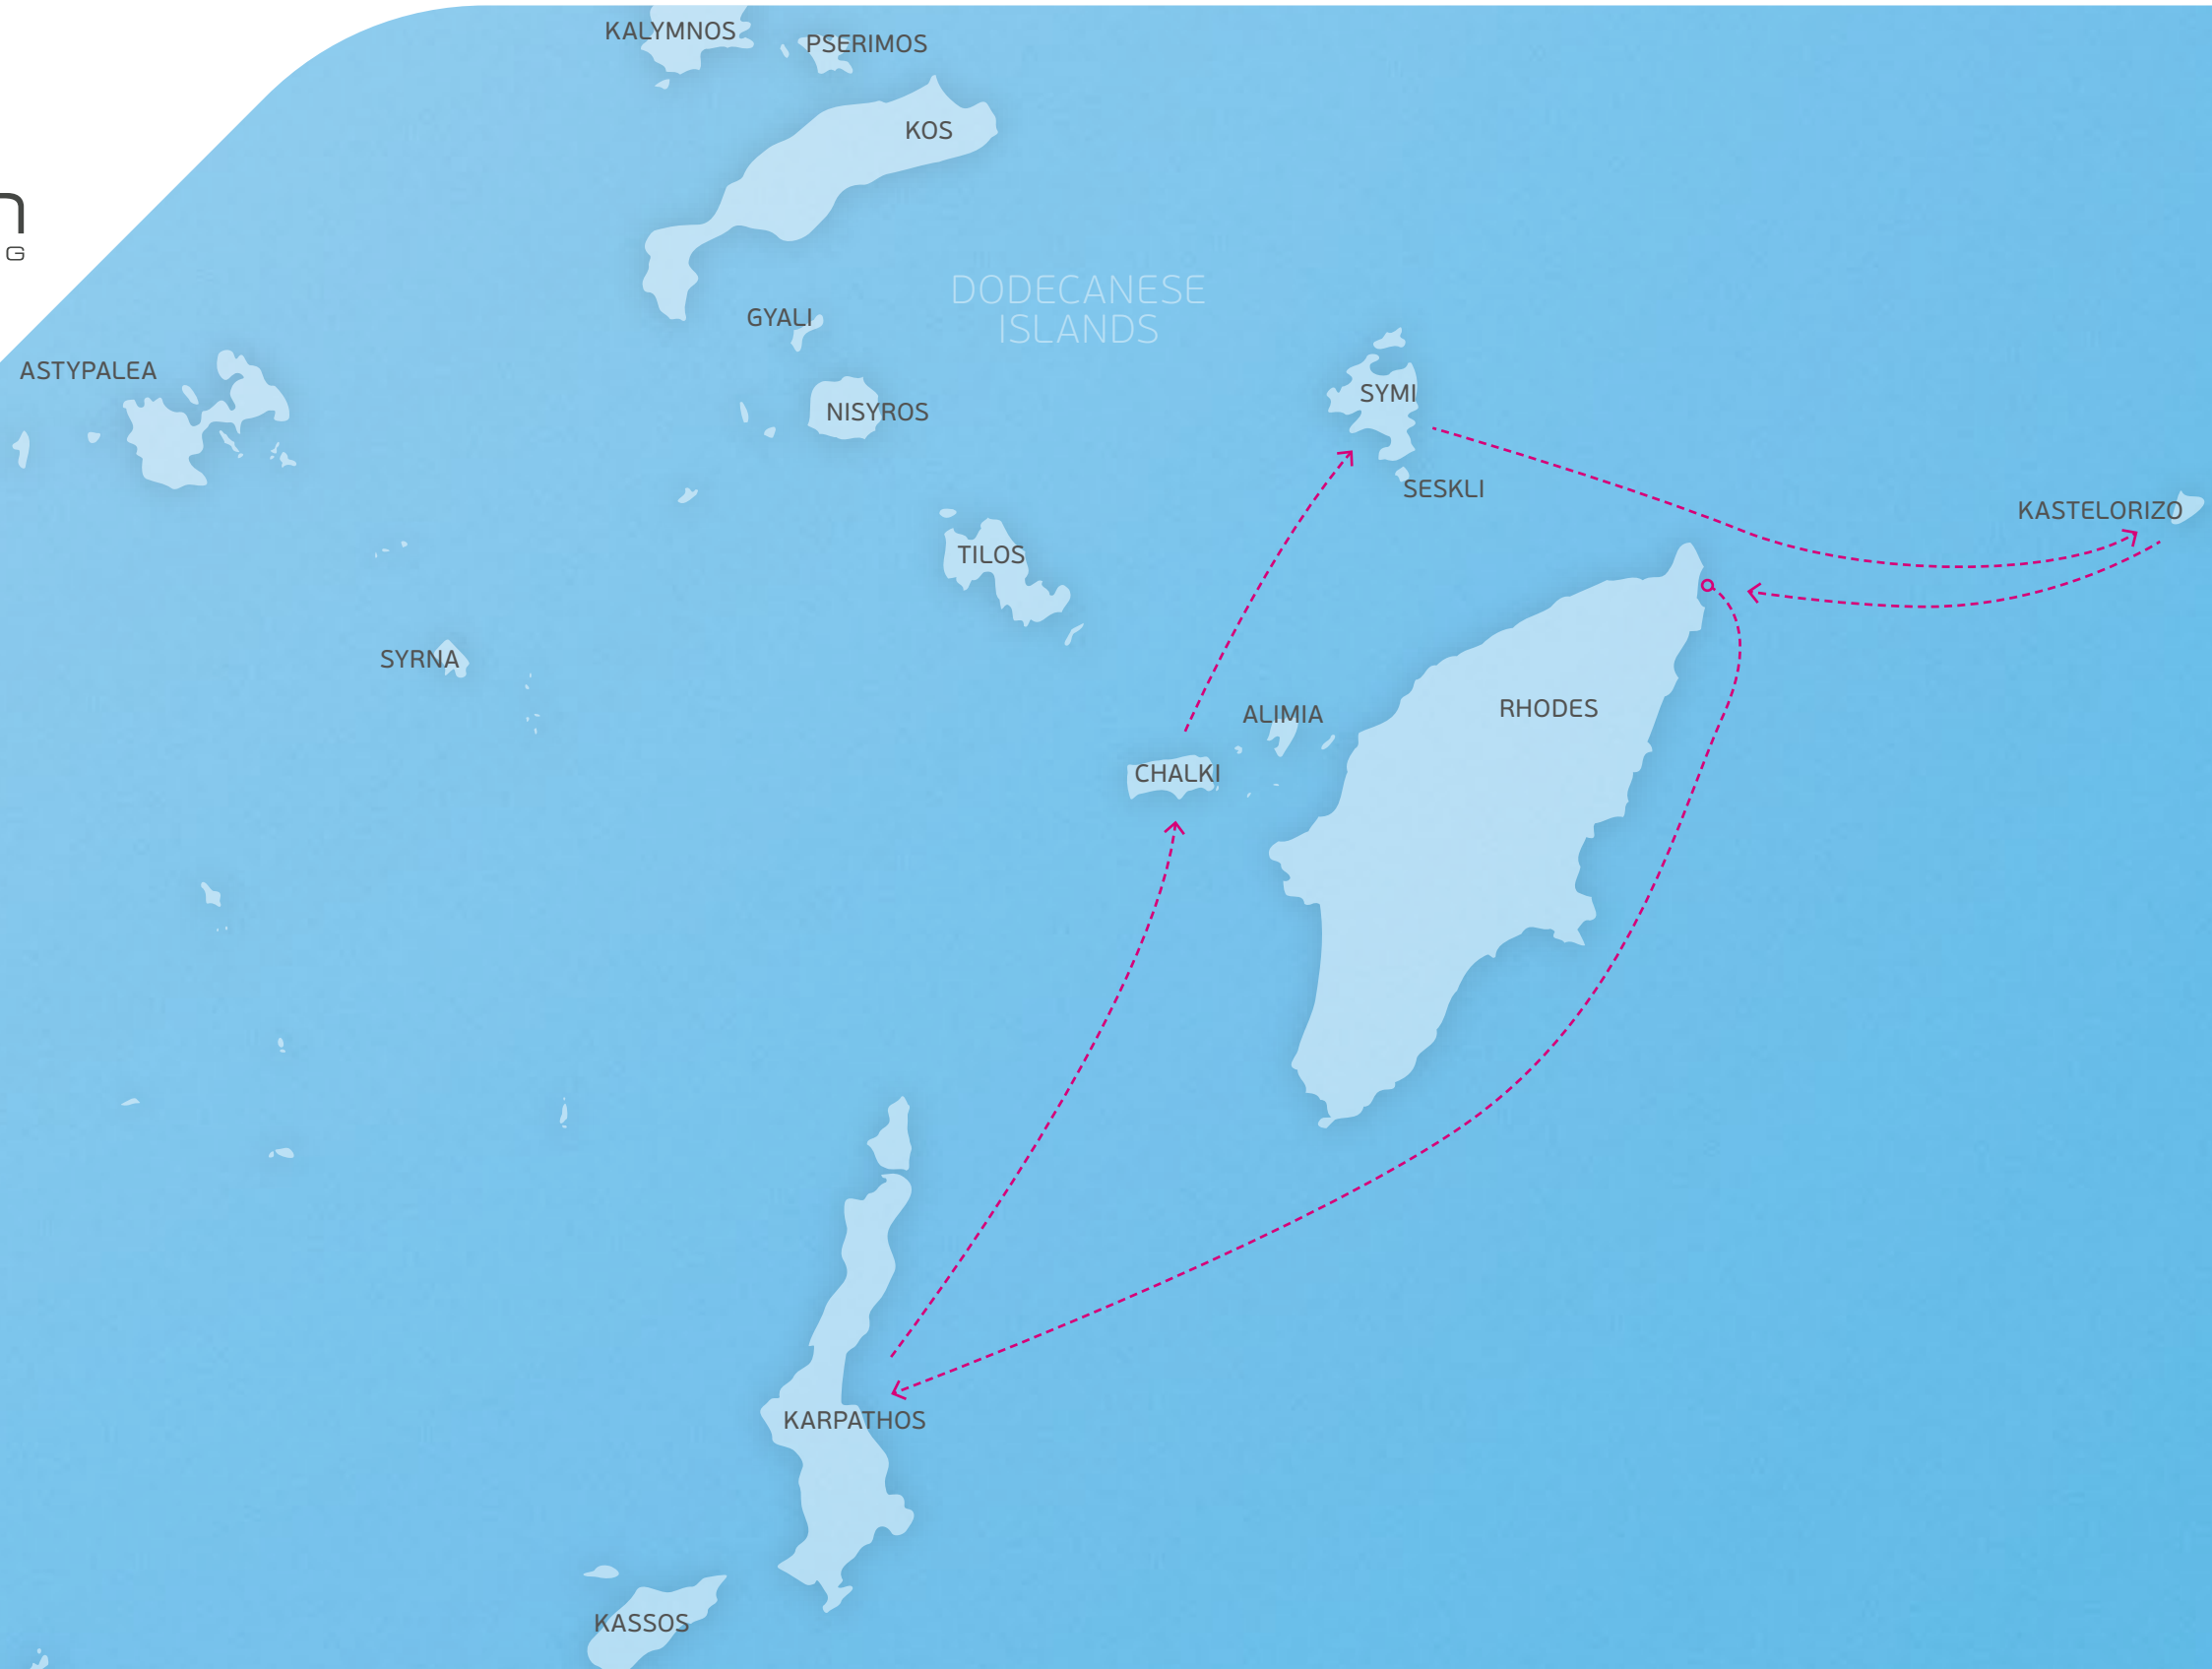 KALYMNOS
PSERIMOS
KOS
n
G
DODECANESE
ISLANDS
GYALI
ASTYPALEA
NISYROS
SYMI
SESKLI
KASTELORIZO
TILOS
SYRNA
RHODES
ALIMIA
CHALKI
KARPATHOS
KASSOS